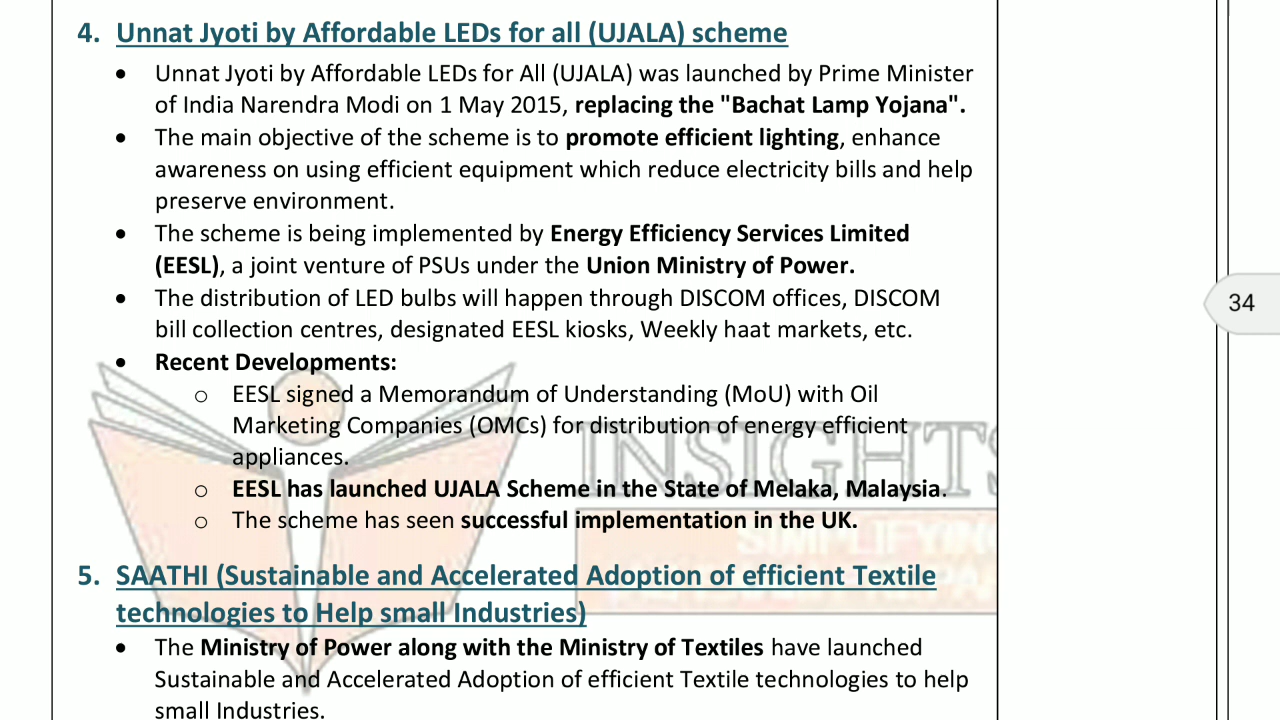 4. Unnat Jyoti by Affordable LEDs for all (UJALA) scheme
• Unnat Jyoti by Affordable LEDs for All (UJALA) was launched by Prime Minister
of India Narendra Modi on 1 May 2015, replacing the "Bachat Lamp Yojana".
• The main objective of the scheme is to promote efficient lighting, enhance
awareness on using efficient equipment which reduce electricity bills and help
preserve environment.
• The scheme is being implemented by Energy Efficiency Services Limited
(EESL), a joint venture of PSUs under the Union Ministry of Power.
• The distribution of LED bulbs will happen through DISCOM offices, DISCOM
bill collection centres, designated EESL kiosks, Weekly haat markets, etc.
34
• Recent Developments:
o EESL signed a Memorandum of Understanding (MoU) with Oil
Marketing Companies (OMCs) for distribution of energy efficient
appliances.
INSIGHTS
o EESL has launched UJALA Scheme in the State of Melaka, Malaysia.
o The scheme has seen successful implementation in the UK.
SIMPLIFYING
5. SAATHI (Sustainable and Accelerated Adoption of efficient Textile
technologies to Help small Industries)
• The Ministry of Power along with the Ministry of Textiles have launched
Sustainable and Accelerated Adoption of efficient Textile technologies to help
small Industries.